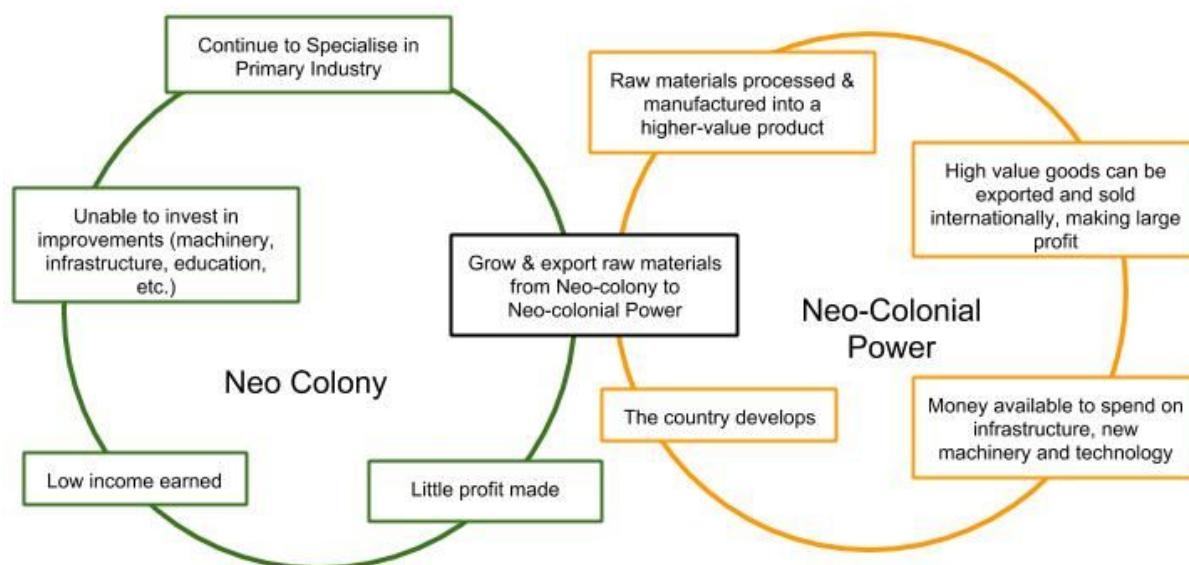 Continue to Specialise in
Primary Industry
Raw materials processed &
manufactured into a
higher-value product
Unable to invest in
improvements (machinery,
infrastructure, education,
etc.)
High value goods can be
exported and sold
internationally, making large
profit
Grow & export raw materials
from Neo-colony to
Neo-colonial Power
Neo Colony
Neo-Colonial
Power
The country develops
Money available to spend on
infrastructure, new
machinery and technology
Low income earned
Little profit made